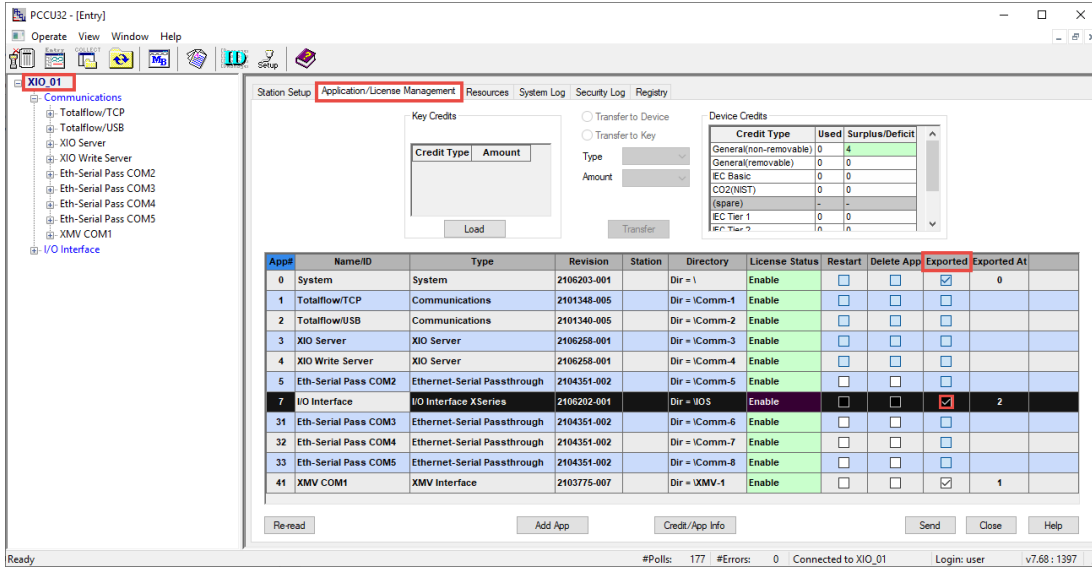 PCCU32 - [Entry]
Operate View Window Help
Entry COLLECT MB ID Setup
XIO_01
Communications
Totalflow/TCP
Totalflow/USB
XIO Server
XIO Write Server
Eth-Serial Pass COM2
Eth-Serial Pass COM3
Eth-Serial Pass COM4
Eth-Serial Pass COM5
XMV COM1
I/O Interface
Station Setup Application/License Management Resources System Log Security Log Registry
Key Credits
Credit Type Amount
Load
Transfer to Device
Transfer to Key
Type
Amount
Transfer
Device Credits
Credit Type Used Surplus/Deficit
General(non-removable) 0 4
General(removable) 0 0
IEC Basic 0 0
CO2(NIST) 0 0
(spare) - -
IEC Tier 1 0 0
IEC Tier 2 0 0
App# Name/ID Type Revision Station Directory License Status Restart Delete App Exported Exported At
0 System System 2106203-001 Dir = \ Enable 0
1 Totalflow/TCP Communications 2101348-005 Dir = \Comm-1 Enable
2 Totalflow/USB Communications 2101340-005 Dir = \Comm-2 Enable
3 XIO Server XIO Server 2106258-001 Dir = \Comm-3 Enable
4 XIO Write Server XIO Server 2106258-001 Dir = \Comm-4 Enable
5 Eth-Serial Pass COM2 Ethernet-Serial Passthrough 2104351-002 Dir = \Comm-5 Enable
7 I/O Interface I/O Interface XSeries 2106202-001 Dir = \IOS Enable 2
31 Eth-Serial Pass COM3 Ethernet-Serial Passthrough 2104351-002 Dir = \Comm-6 Enable
32 Eth-Serial Pass COM4 Ethernet-Serial Passthrough 2104351-002 Dir = \Comm-7 Enable
33 Eth-Serial Pass COM5 Ethernet-Serial Passthrough 2104351-002 Dir = \Comm-8 Enable
41 XMV COM1 XMV Interface 2103775-007 Dir = \XMV-1 Enable 1
Re-read Add App Credit/App Info Send Close Help
Ready #Polls: 177 #Errors: 0 Connected to XIO_01 Login: user v7.68 : 1397